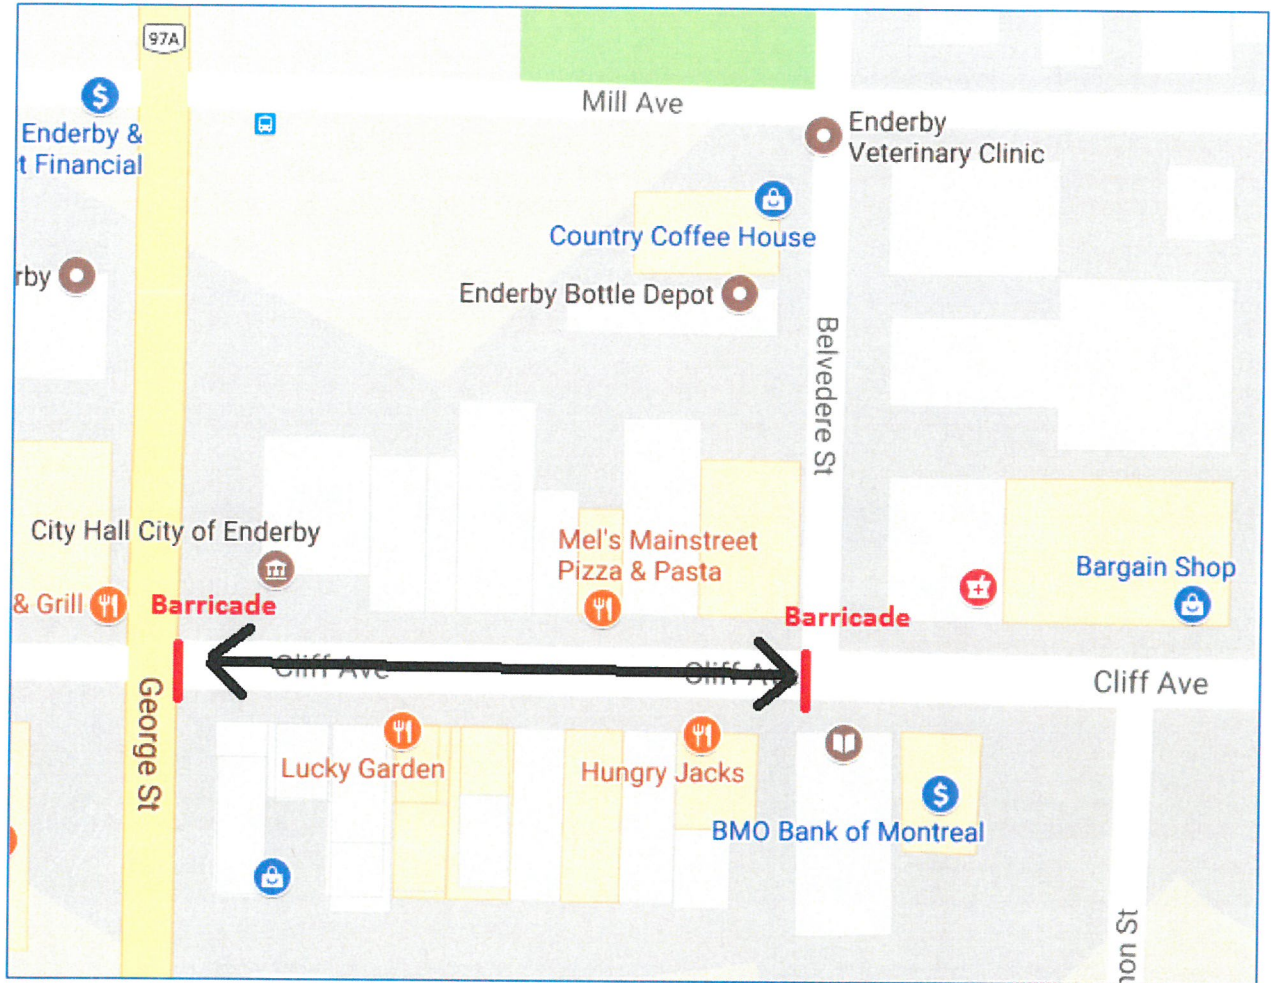 97A
Mill Ave
Enderby &
t Financial
Enderby
Veterinary Clinic
Country Coffee House
rby
Enderby Bottle Depot
Belvedere St
City Hall City of Enderby
Mel's Mainstreet
Pizza & Pasta
Bargain Shop
& Grill
Barricade
Barricade
Cliff Ave
Cliff Ave
Cliff Ave
George St
Lucky Garden
Hungry Jacks
BMO Bank of Montreal
non St